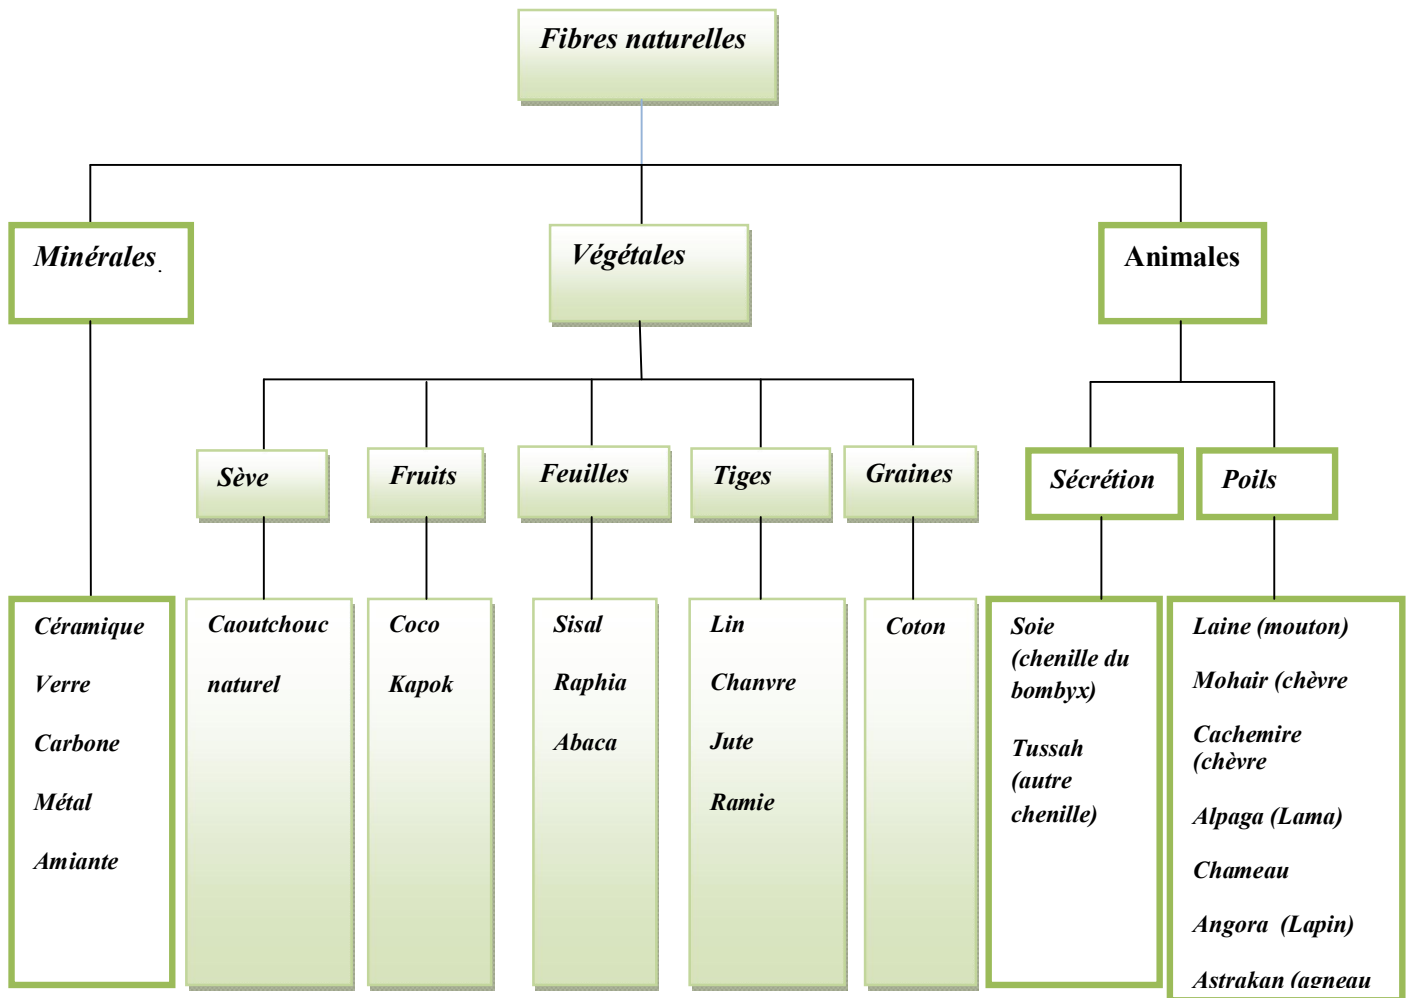 Fibres naturelles
Minérales.
Végétales
Animales
Sève
Fruits
Feuilles
Tiges
Graines
Sécrétion
Poils
Céramique
Verre
Carbone
Métal
Amiante
Caoutchouc
naturel
Coco
Kapok
Sisal
Raphia
Abaca
Lin
Chanvre
Jute
Ramie
Coton
Soie
(chenille du
bombyx)
Tussah
(autre
chenille)
Laine (mouton)
Mohair (chèvre
Cachemire
(chèvre
Alpaga (Lama)
Chameau
Angora (Lapin)
Astrakan (agneau